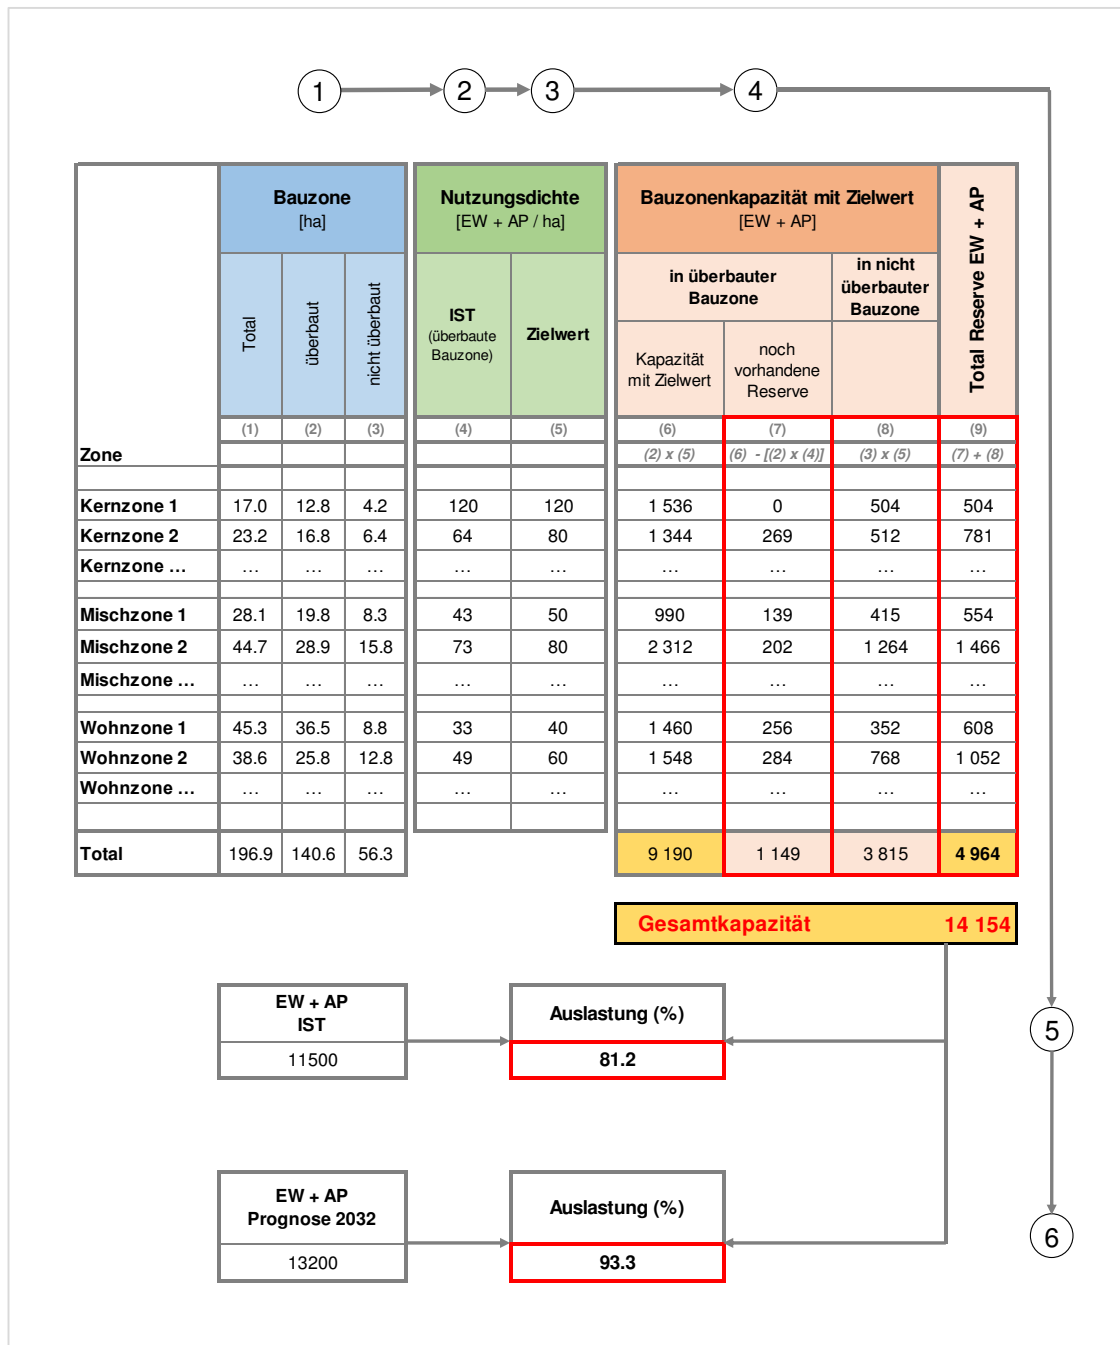 1 2 3 4
Bauzone
[ha]
Nutzungsdichte
[EW + AP / ha]
Bauzonenkapazität mit Zielwert
[EW + AP]
Total Reserve EW + AP
Total
überbaut
nicht überbaut
IST
(überbaute
Bauzone)
Zielwert
in überbauter
Bauzone
in nicht
überbauter
Bauzone
Kapazität
mit Zielwert
noch
vorhandene
Reserve
(1) (2) (3) (4) (5) (6) (7) (8) (9)
Zone (2) x (5) (6) - [(2) x (4)] (3) x (5) (7) + (8)
Kernzone 1 17.0 12.8 4.2 120 120 1 536 0 504 504
Kernzone 2 23.2 16.8 6.4 64 80 1 344 269 512 781
Kernzone … … … … … … … … … …
Mischzone 1 28.1 19.8 8.3 43 50 990 139 415 554
Mischzone 2 44.7 28.9 15.8 73 80 2 312 202 1 264 1 466
Mischzone … … … … … … … … … …
Wohnzone 1 45.3 36.5 8.8 33 40 1 460 256 352 608
Wohnzone 2 38.6 25.8 12.8 49 60 1 548 284 768 1 052
Wohnzone … … … … … … … … … …
Total 196.9 140.6 56.3 9 190 1 149 3 815 4 964
Gesamtkapazität 14 154
EW + AP
IST
11500
Auslastung (%)
81.2
5
EW + AP
Prognose 2032
13200
Auslastung (%)
93.3
6